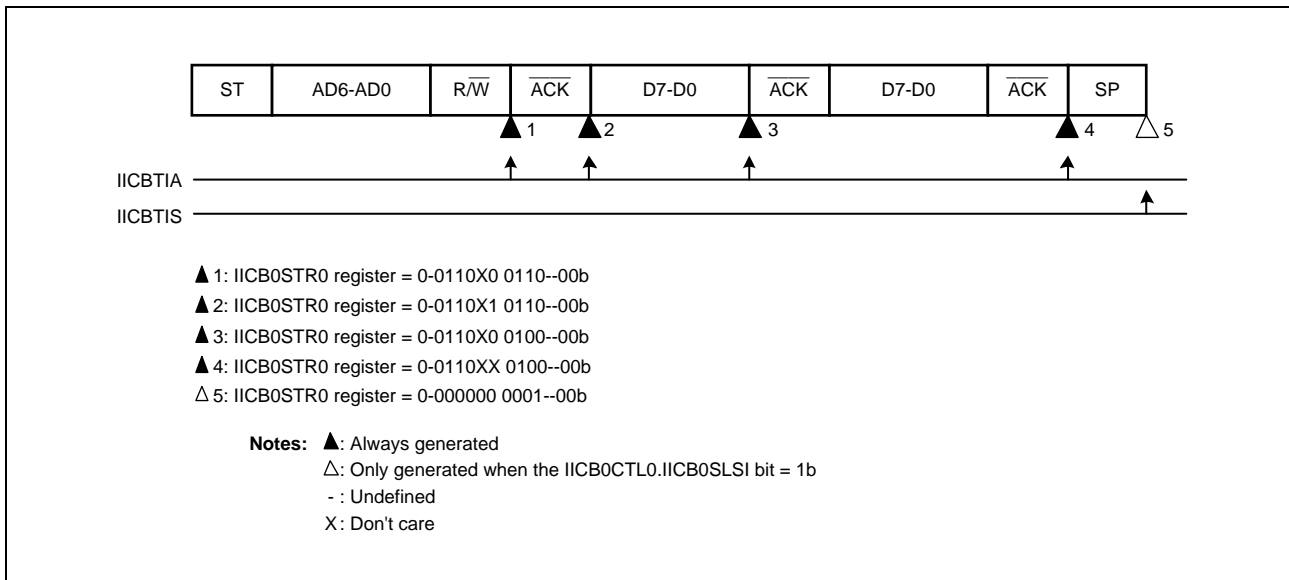 ST AD6-AD0 R/W̅ A̅C̅K̅ D7-D0 A̅C̅K̅ D7-D0 A̅C̅K̅ SP
▲ 1 ▲ 2 ▲ 3 ▲ 4 △ 5
IICBTIA
IICBTIS
▲ 1: IICB0STR0 register = 0-0110X0 0110--00b
▲ 2: IICB0STR0 register = 0-0110X1 0110--00b
▲ 3: IICB0STR0 register = 0-0110X0 0100--00b
▲ 4: IICB0STR0 register = 0-0110XX 0100--00b
△ 5: IICB0STR0 register = 0-000000 0001--00b
Notes: ▲: Always generated
△: Only generated when the IICB0CTL0.IICB0SLSI bit = 1b
- : Undefined
X : Don't care